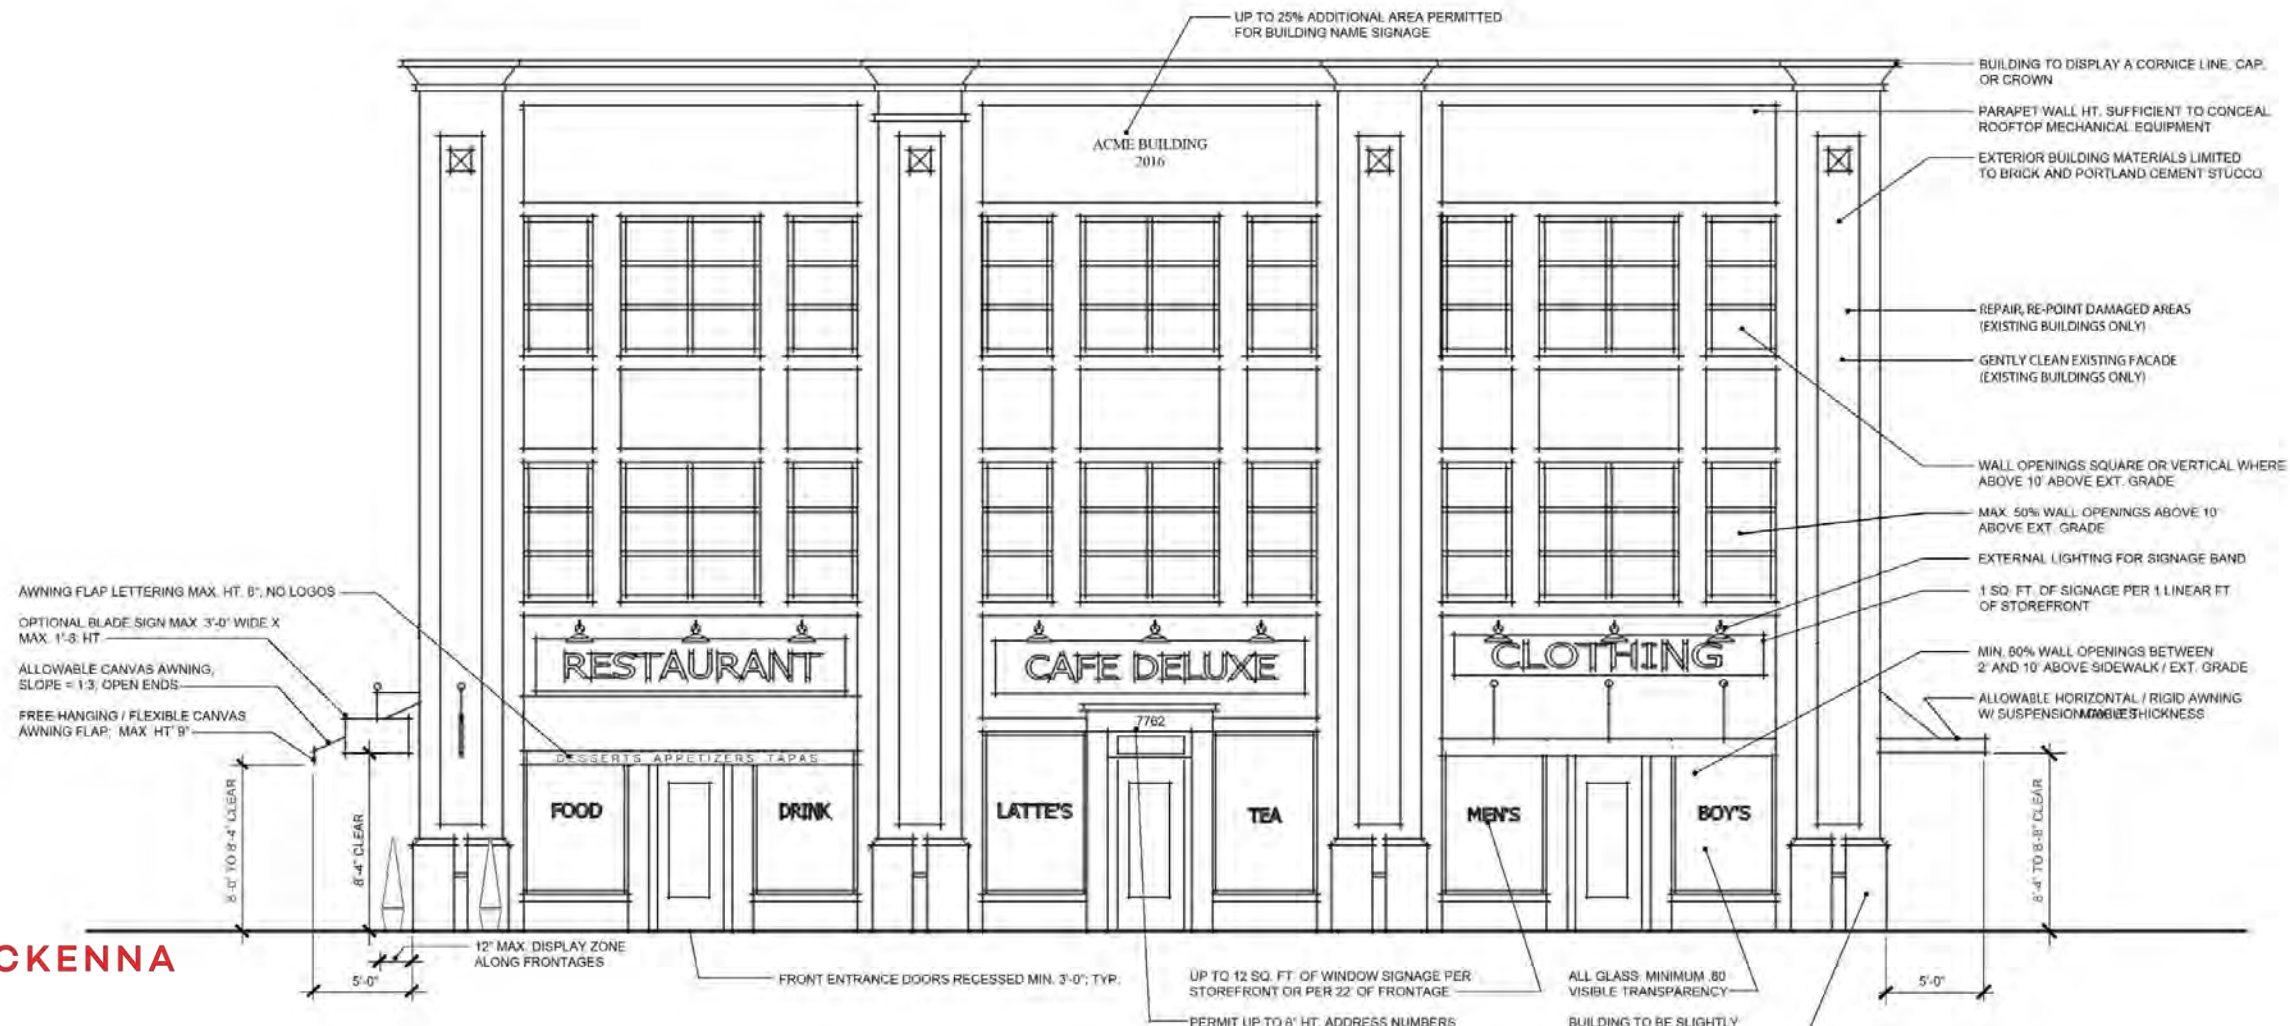 UP TO 25% ADDITIONAL AREA PERMITTED
FOR BUILDING NAME SIGNAGE
BUILDING TO DISPLAY A CORNICE LINE, CAP,
OR CROWN
PARAPET WALL HT. SUFFICIENT TO CONCEAL
ROOFTOP MECHANICAL EQUIPMENT
EXTERIOR BUILDING MATERIALS LIMITED
TO BRICK AND PORTLAND CEMENT STUCCO
ACME BUILDING
2016
REPAIR, RE-POINT DAMAGED AREAS
(EXISTING BUILDINGS ONLY)
GENTLY CLEAN EXISTING FACADE
(EXISTING BUILDINGS ONLY)
WALL OPENINGS SQUARE OR VERTICAL WHERE
ABOVE 10' ABOVE EXT. GRADE
MAX. 50% WALL OPENINGS ABOVE 10'
ABOVE EXT. GRADE
EXTERNAL LIGHTING FOR SIGNAGE BAND
1 SQ. FT. OF SIGNAGE PER 1 LINEAR FT.
OF STOREFRONT
MIN. 60% WALL OPENINGS BETWEEN
2' AND 10' ABOVE SIDEWALK / EXT. GRADE
ALLOWABLE HORIZONTAL / RIGID AWNING
W/ SUSPENSION THICKNESS
AWNING FLAP LETTERING MAX. HT. 8", NO LOGOS
OPTIONAL BLADE SIGN MAX. 3'-0" WIDE X
MAX. 1'-8: HT.
ALLOWABLE CANVAS AWNING,
SLOPE = 1:3, OPEN ENDS
FREE-HANGING / FLEXIBLE CANVAS
AWNING FLAP; MAX HT 9"
RESTAURANT
CAFE DELUXE
CLOTHING
7762
DESSERTS APPETIZERS TAPAS
FOOD
DRINK
LATTE'S
TEA
MEN'S
BOY'S
8'-0" TO 8'-4" CLEAR
8'-4" CLEAR
8'-4" TO 8'-8" CLEAR
CKENNA
5'-0"
12" MAX. DISPLAY ZONE
ALONG FRONTAGES
FRONT ENTRANCE DOORS RECESSED MIN. 3'-0"; TYP.
UP TO 12 SQ. FT. OF WINDOW SIGNAGE PER
STOREFRONT OR PER 22' OF FRONTAGE
ALL GLASS: MINIMUM .80
VISIBLE TRANSPARENCY
5'-0"
PERMIT UP TO 8" HT. ADDRESS NUMBERS
BUILDING TO BE SLIGHTLY